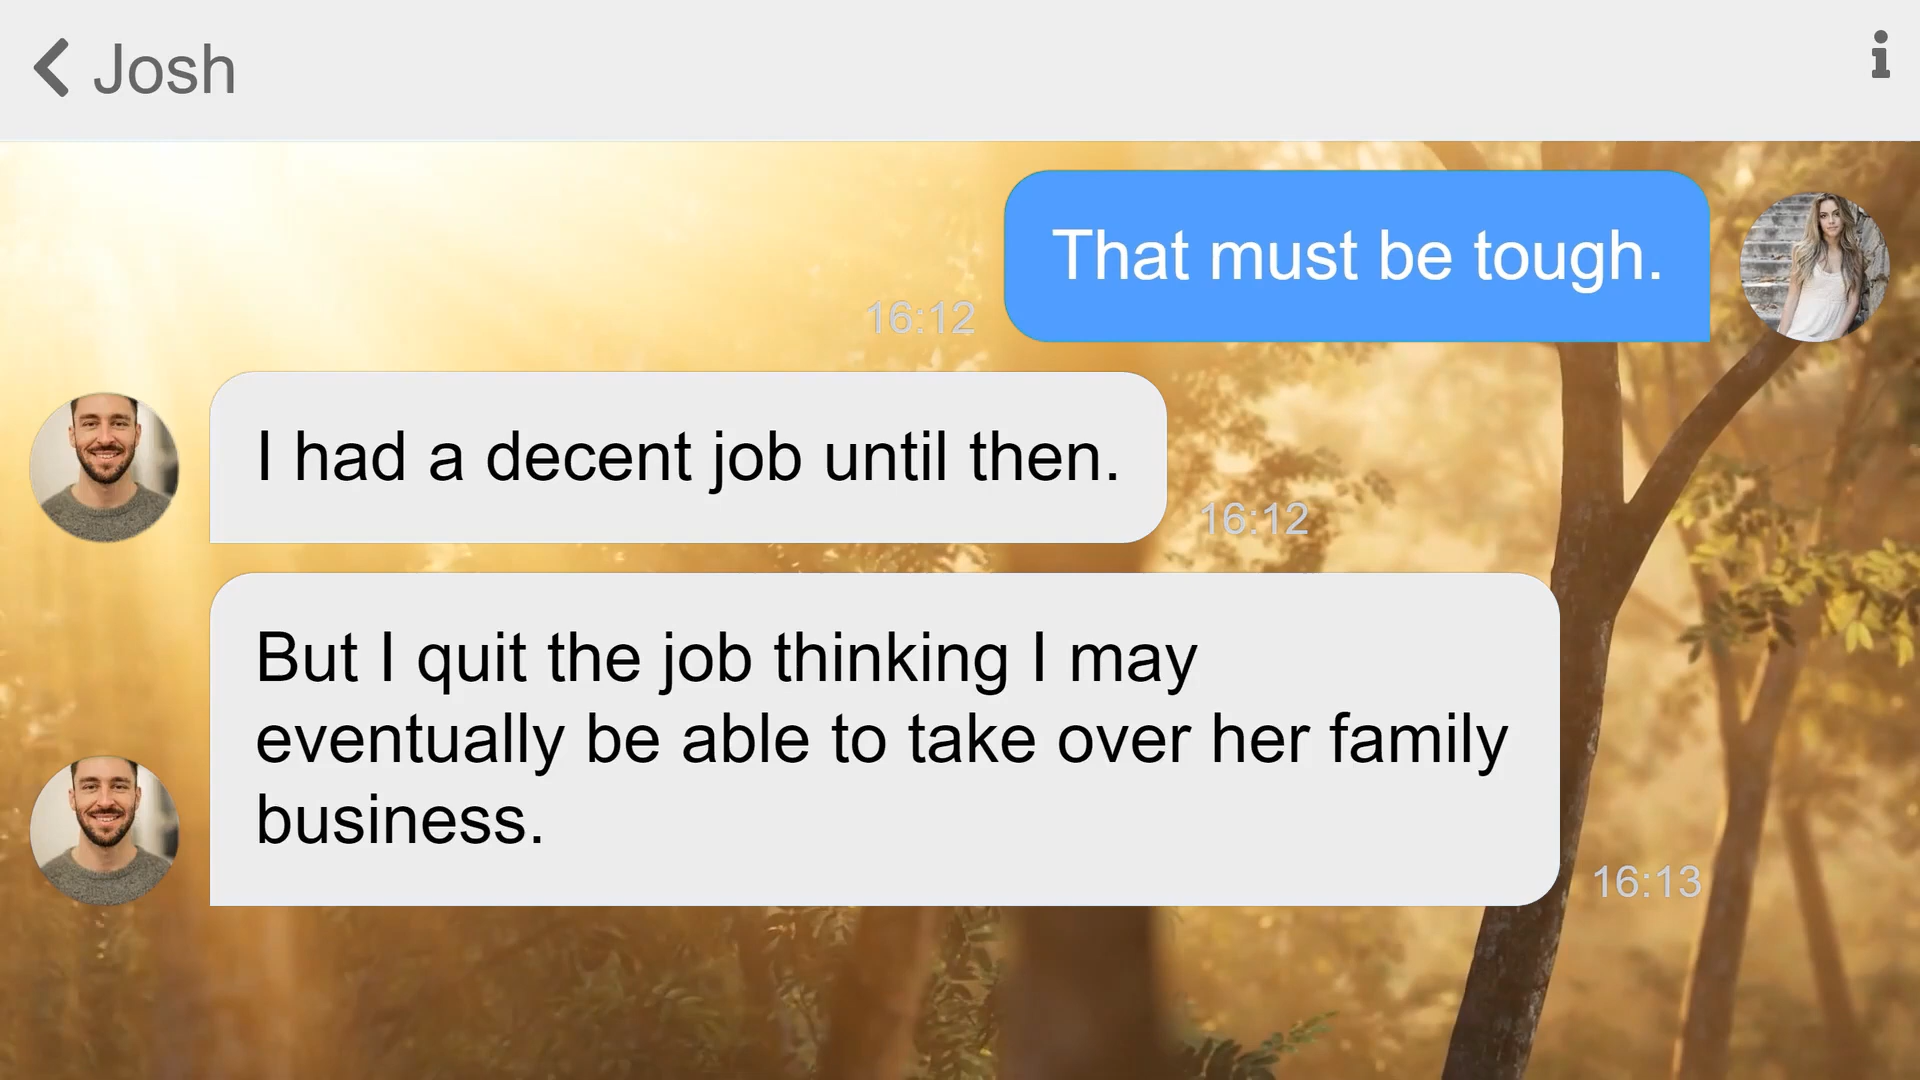 Josh
That must be tough.
16:12
I had a decent job until then.
16:12
But I quit the job thinking I may
eventually be able to take over her family
business.
16:13